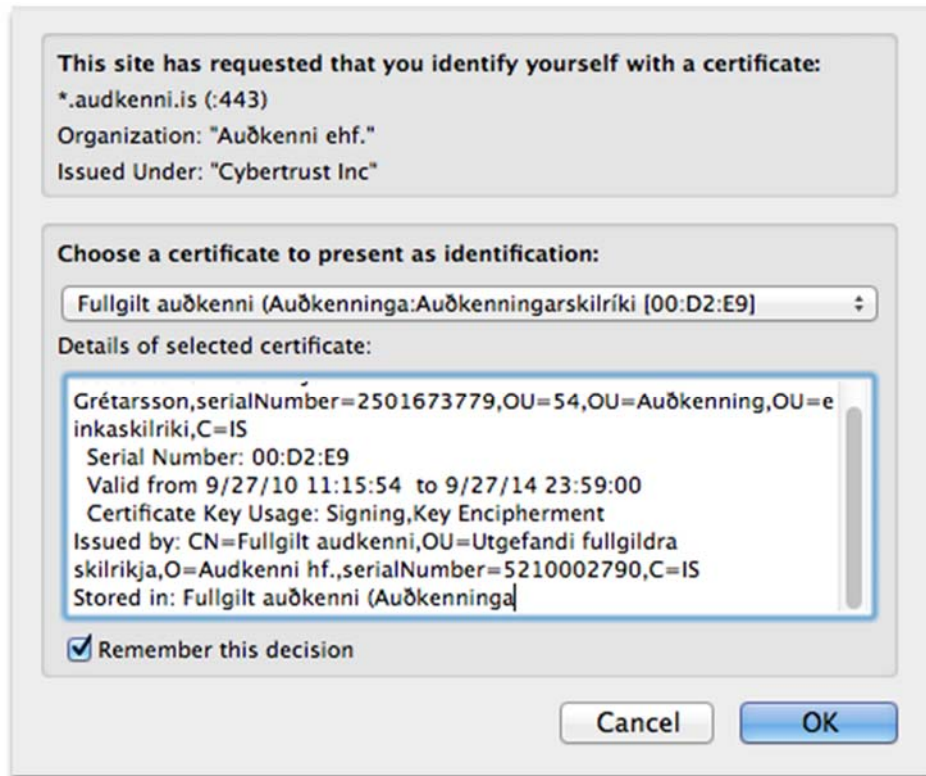 This site has requested that you identify yourself with a certificate:
*.audkenni.is (:443)
Organization: "Auðkenni ehf."
Issued Under: "Cybertrust Inc"
Choose a certificate to present as identification:
Fullgilt auðkenni (Auðkenninga:Auðkenningarskilríki [00:D2:E9]
Details of selected certificate:
Grétarsson,serialNumber=2501673779,OU=54,OU=Auðkenning,OU=e
inkaskilriki,C=IS
Serial Number: 00:D2:E9
Valid from 9/27/10 11:15:54 to 9/27/14 23:59:00
Certificate Key Usage: Signing,Key Encipherment
Issued by: CN=Fullgilt audkenni,OU=Utgefandi fullgildra
skilrikja,O=Audkenni hf.,serialNumber=5210002790,C=IS
Stored in: Fullgilt auðkenni (Auðkenninga
Remember this decision
Cancel OK